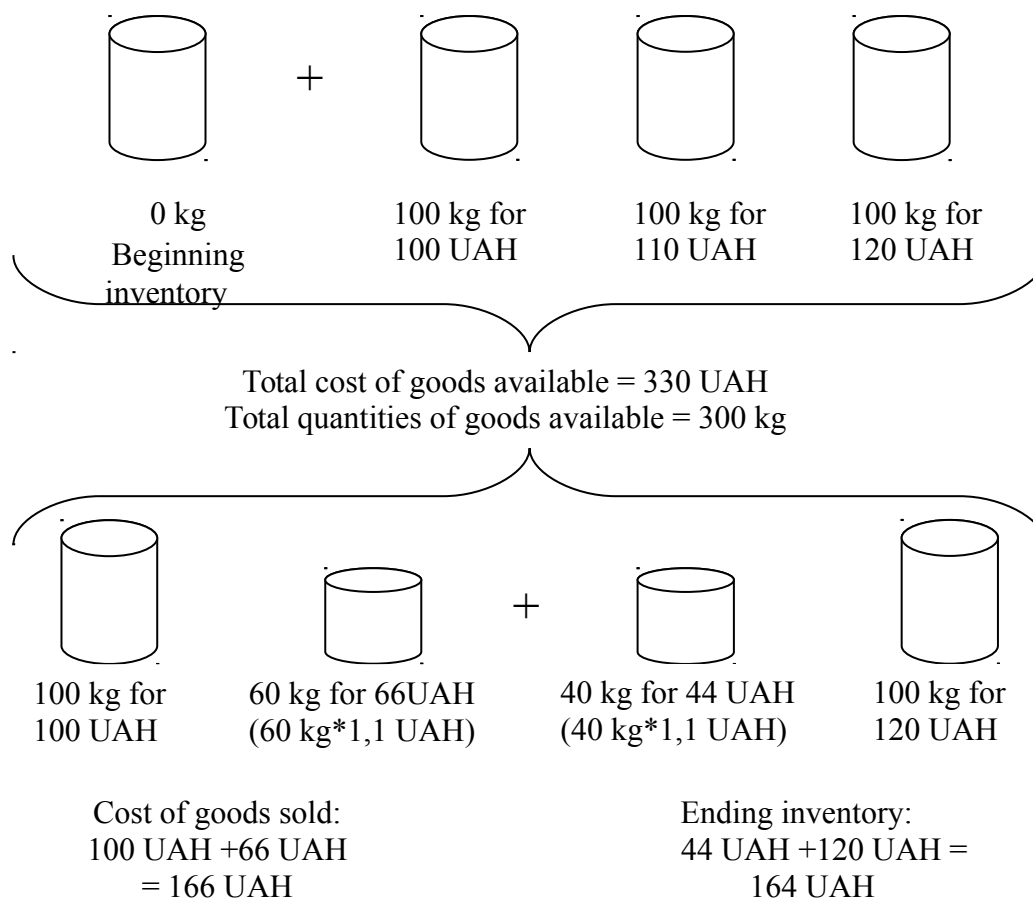 +
0 kg
Beginning
inventory
100 kg for
100 UAH
100 kg for
110 UAH
100 kg for
120 UAH
Total cost of goods available = 330 UAH
Total quantities of goods available = 300 kg
+
100 kg for
100 UAH
60 kg for 66UAH
(60 kg*1,1 UAH)
40 kg for 44 UAH
(40 kg*1,1 UAH)
100 kg for
120 UAH
Cost of goods sold:
100 UAH +66 UAH
= 166 UAH
Ending inventory:
44 UAH +120 UAH =
164 UAH